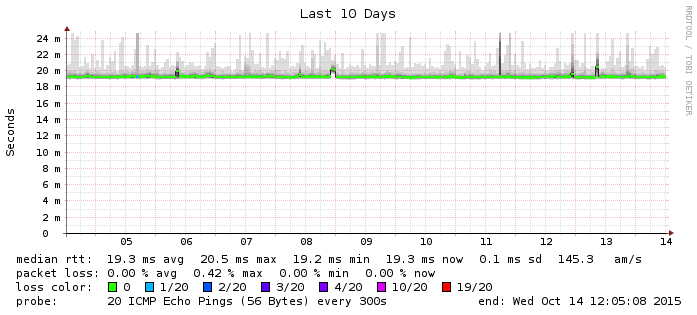 Last 10 Days
RRDTOOL / TOBI OETIKER
Seconds
24 m
22 m
20 m
18 m
16 m
14 m
12 m
10 m
8 m
6 m
4 m
2 m
0
05 06 07 08 09 10 11 12 13 14
median rtt: 19.3 ms avg 20.5 ms max 19.2 ms min 19.3 ms now 0.1 ms sd 145.3 am/s
packet loss: 0.00 % avg 0.42 % max 0.00 % min 0.00 % now
loss color: 0 1/20 2/20 3/20 4/20 10/20 19/20
probe: 20 ICMP Echo Pings (56 Bytes) every 300s end: Wed Oct 14 12:05:08 2015